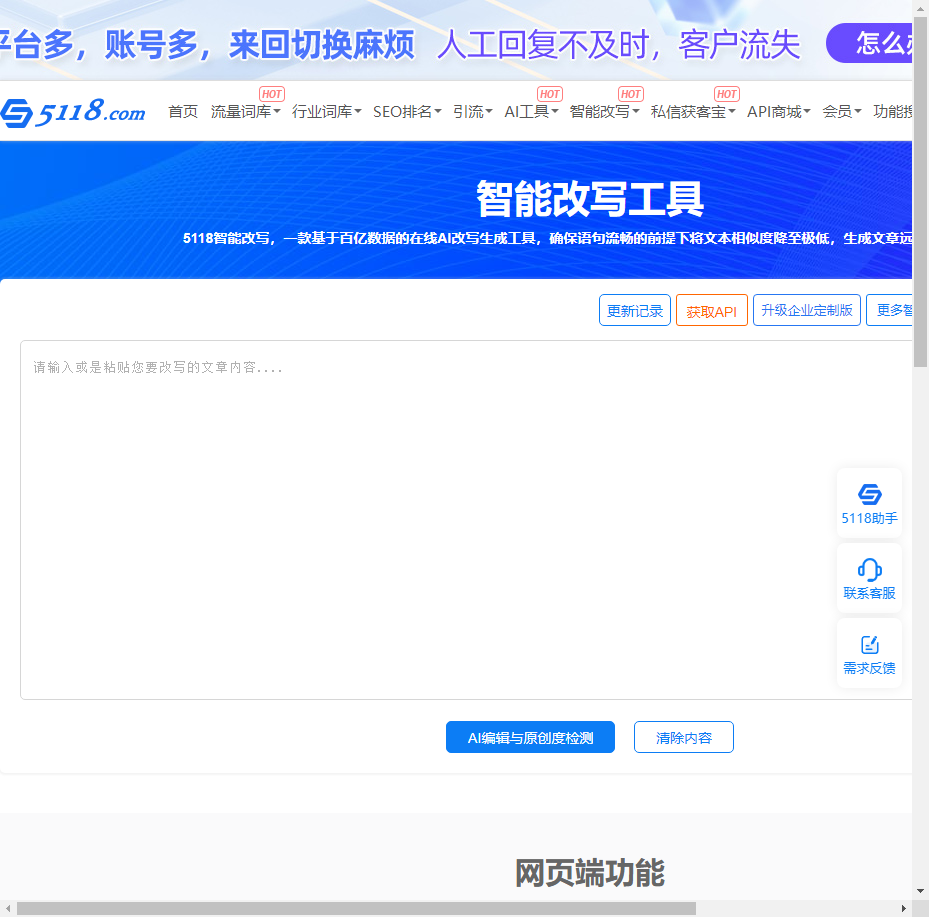 平台多，账号多，来回切换麻烦 人工回复不及时，客户流失 怎么
5118.com
首页 流量词库 HOT 行业词库 SEO排名 引流 AI工具 HOT 智能改写 HOT 私信获客宝 HOT API商城 会员 功能
智能改写工具
5118智能改写，一款基于百亿数据的在线AI改写生成工具，确保语句流畅的前提下将文本相似度降至极低，生成文章远
更新记录 获取API 升级企业定制版 更多智
请输入或是粘贴您要改写的文章内容....
5118助手
联系客服
需求反馈
AI编辑与原创度检测 清除内容
网页端功能